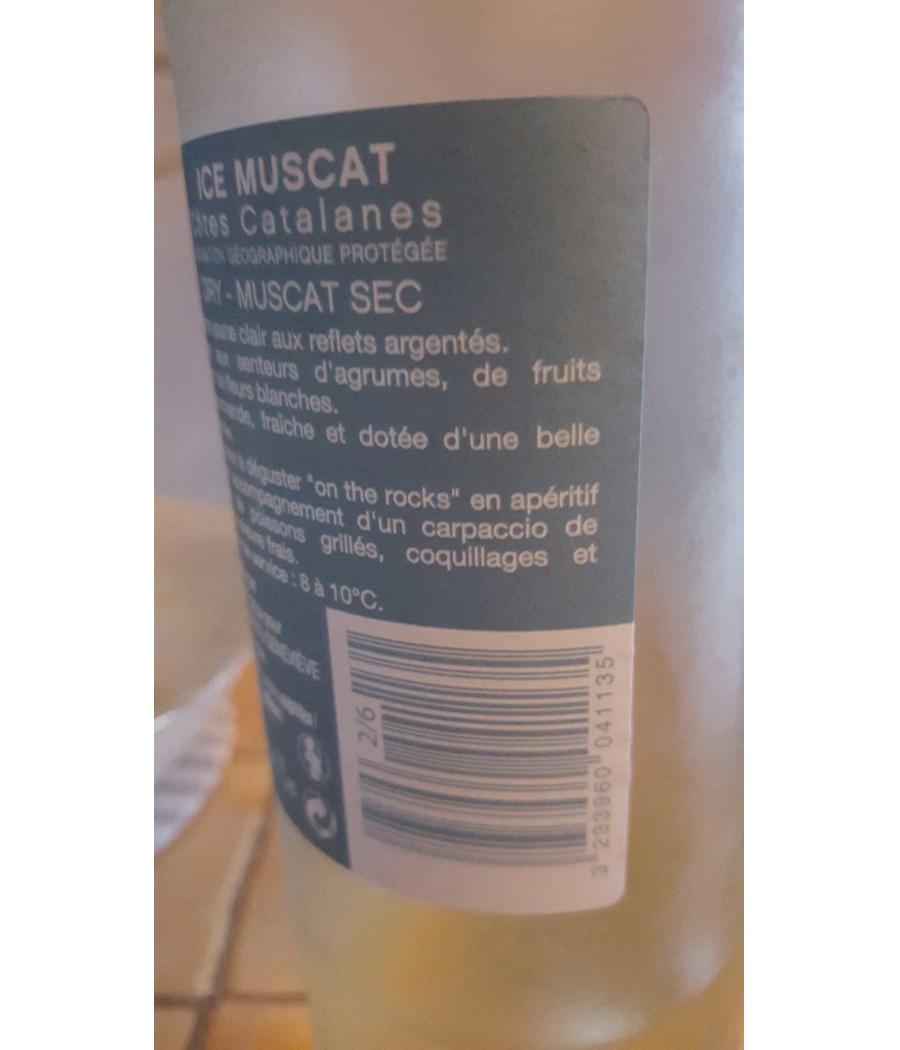 ICE MUSCAT
Côtes Catalanes
GÉOGRAPHIQUE PROTÉGÉE
DRY - MUSCAT SEC
clair aux reflets argentés.
senteurs d'agrumes, de fruits
fleurs blanches.
fraîche et dotée d'une belle
à déguster "on the rocks" en apéritif
accompagnement d'un carpaccio de
poissons grillés, coquillages et
frais.
service : 8 à 10°C.
GENEVIÈVE
2/6
3 233960 041135